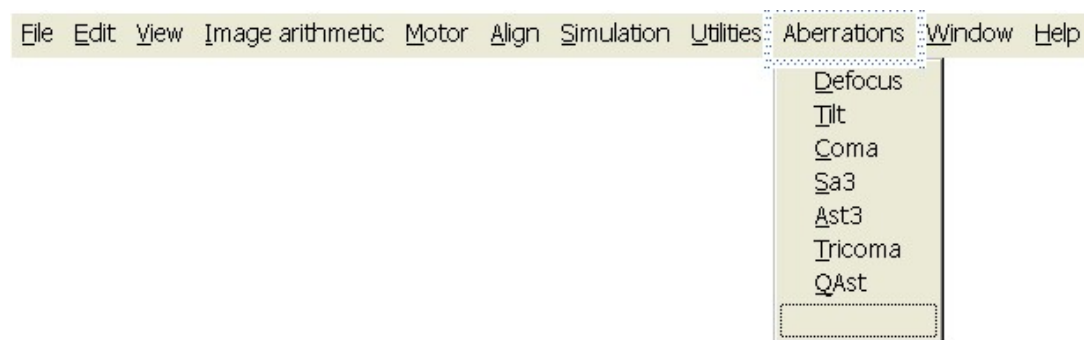 File Edit View Image arithmetic Motor Align Simulation Utilities Aberrations Window Help
Defocus
Tilt
Coma
Sa3
Ast3
Tricoma
QAst